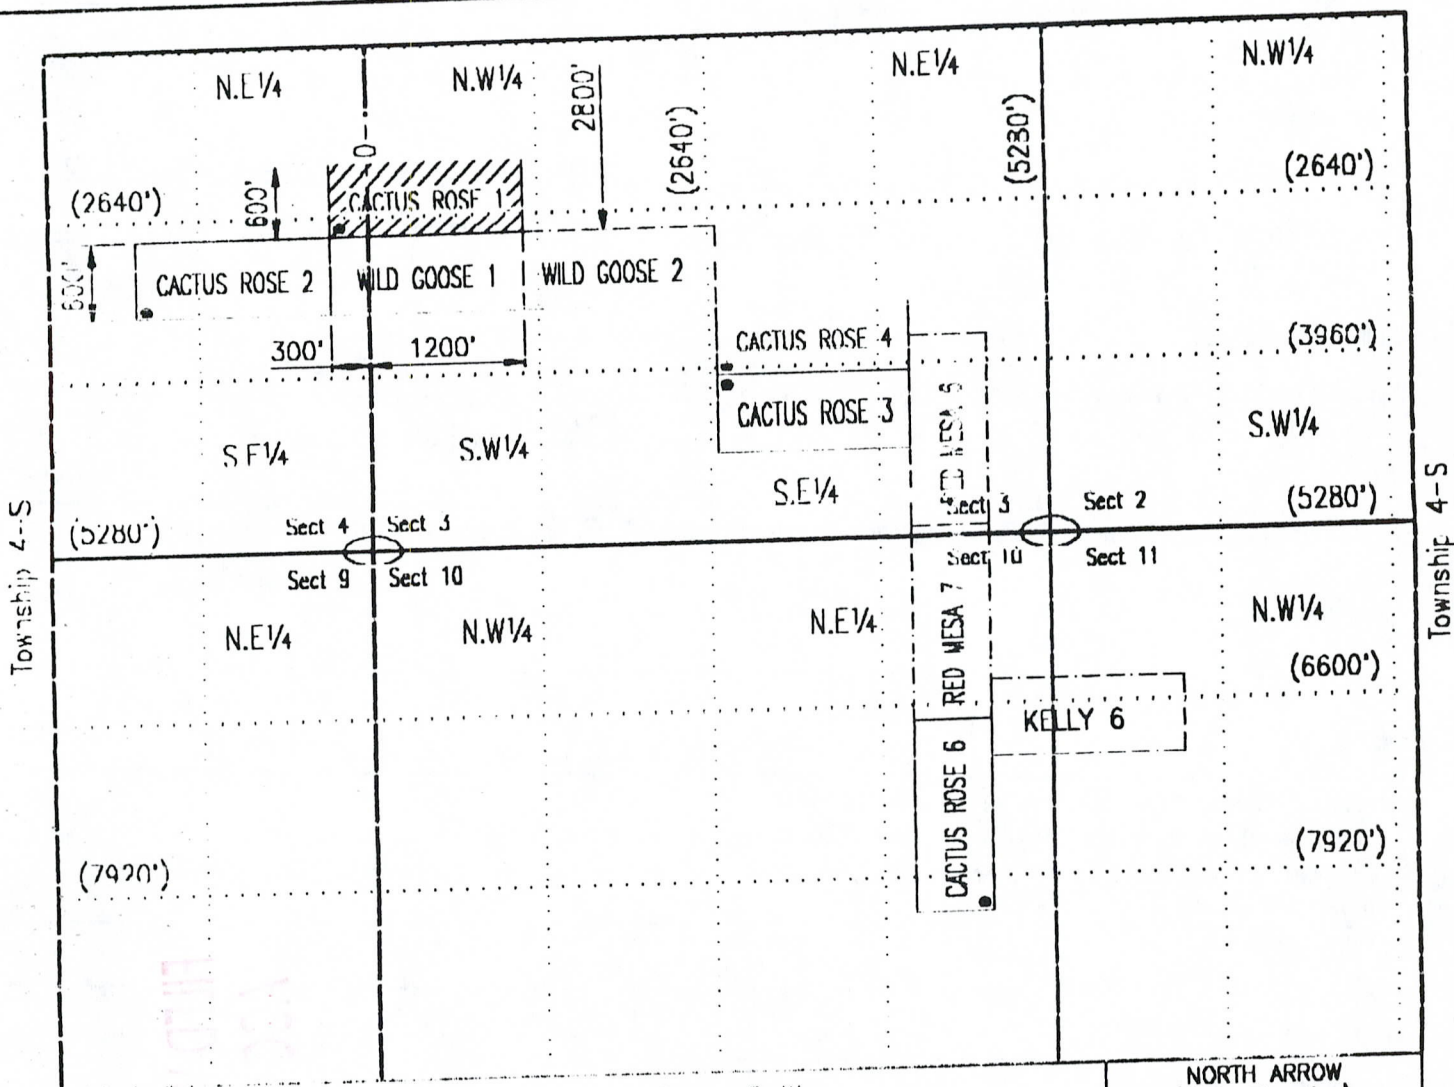 N.E¼ N.W¼ N.E¼ N.W¼
0
2800'
(2640')
(5280')
(2640') 600' CACTUS ROSE 1 (2640')
600' CACTUS ROSE 2 WILD GOOSE 1 WILD GOOSE 2
300' 1200' CACTUS ROSE 4 (3960')
CACTUS ROSE 3
S.E¼ S.W¼ S.E¼ S.W¼
RED MESA
(5280') Sect 4 Sect 3 Sect 3 Sect 2 (5280')
Sect 9 Sect 10 Sect 10 Sect 11
Township 4-S
Township 4-S
N.E¼ N.W¼ N.E¼ N.W¼
RED MESA 7
(6600')
KELLY 6
CACTUS ROSE 6
(7920') (7920')
NORTH ARROW